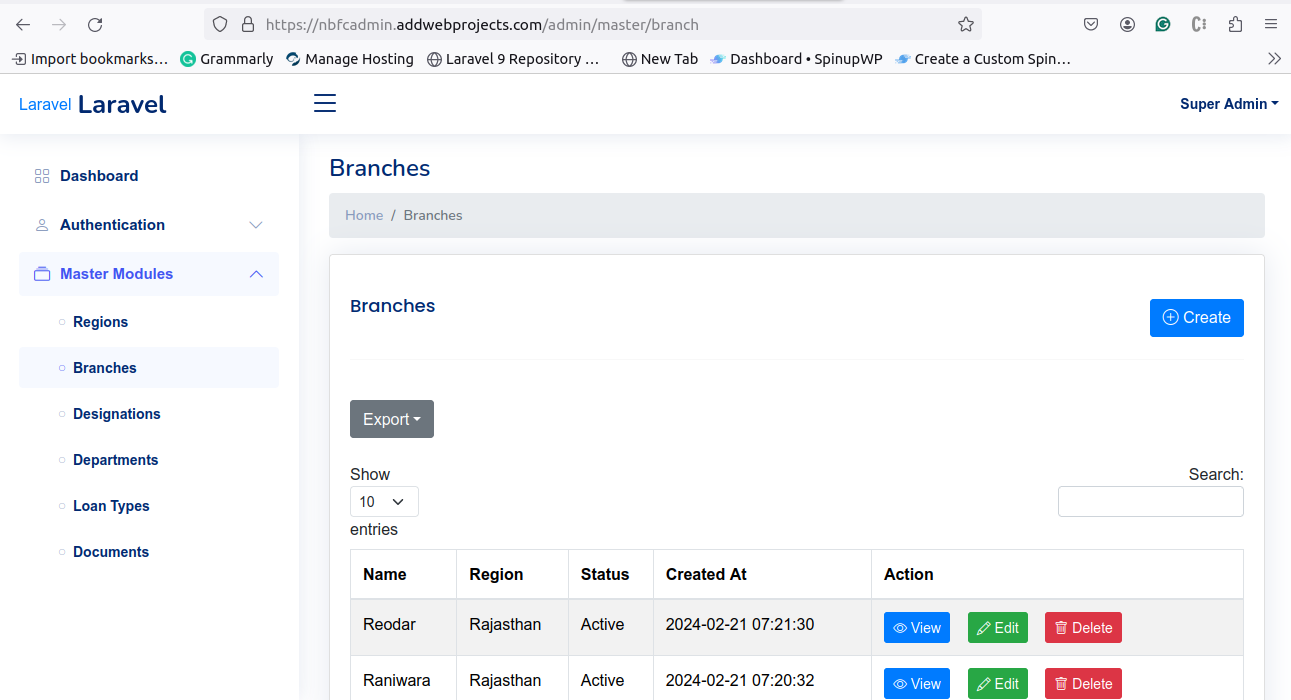 https://nbfcadmin.addwebprojects.com/admin/master/branch
Import bookmarks... Grammarly Manage Hosting Laravel 9 Repository ... New Tab Dashboard • SpinupWP Create a Custom Spin...
Laravel Laravel
Super Admin
Dashboard
Authentication
Master Modules
Regions
Branches
Designations
Departments
Loan Types
Documents
Branches
Home / Branches
Branches
Create
Export
Show
10
entries
Search:
Name Region Status Created At Action
Reodar Rajasthan Active 2024-02-21 07:21:30 View Edit Delete
Raniwara Rajasthan Active 2024-02-21 07:20:32 View Edit Delete